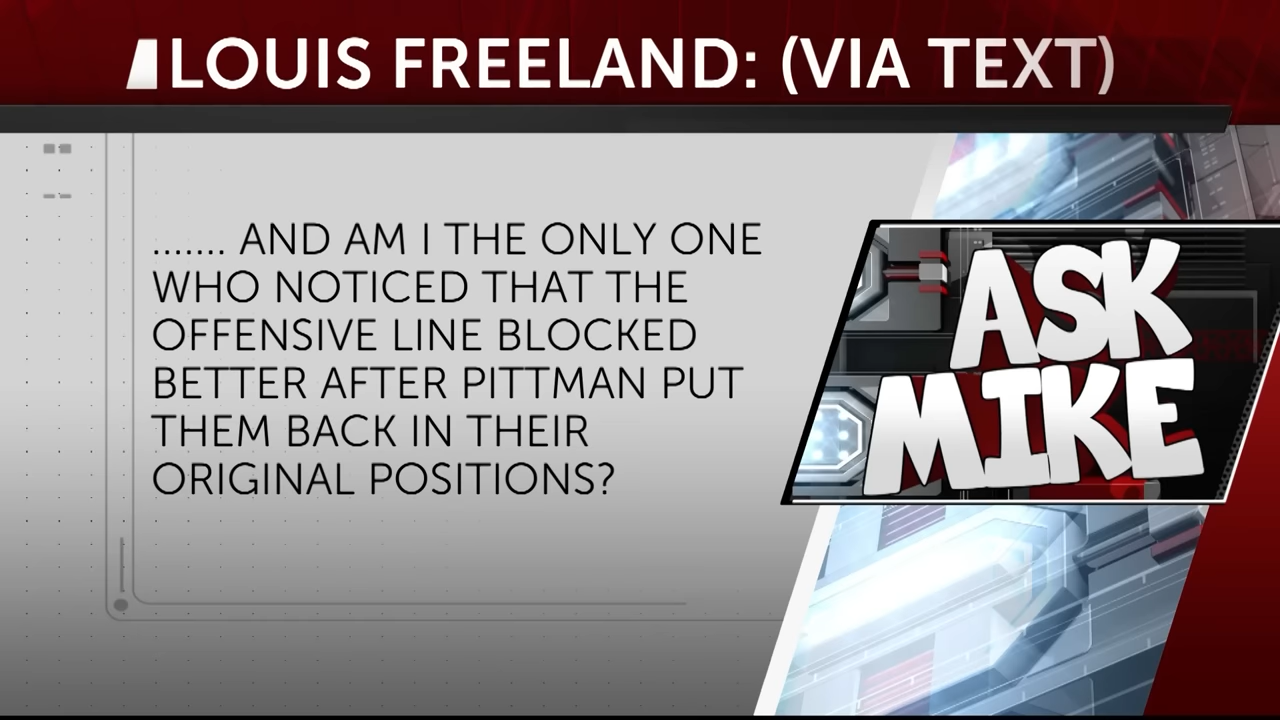 LOUIS FREELAND: (VIA TEXT)
....... AND AM I THE ONLY ONE
WHO NOTICED THAT THE
OFFENSIVE LINE BLOCKED
BETTER AFTER PITTMAN PUT
THEM BACK IN THEIR
ORIGINAL POSITIONS?
ASK
MIKE